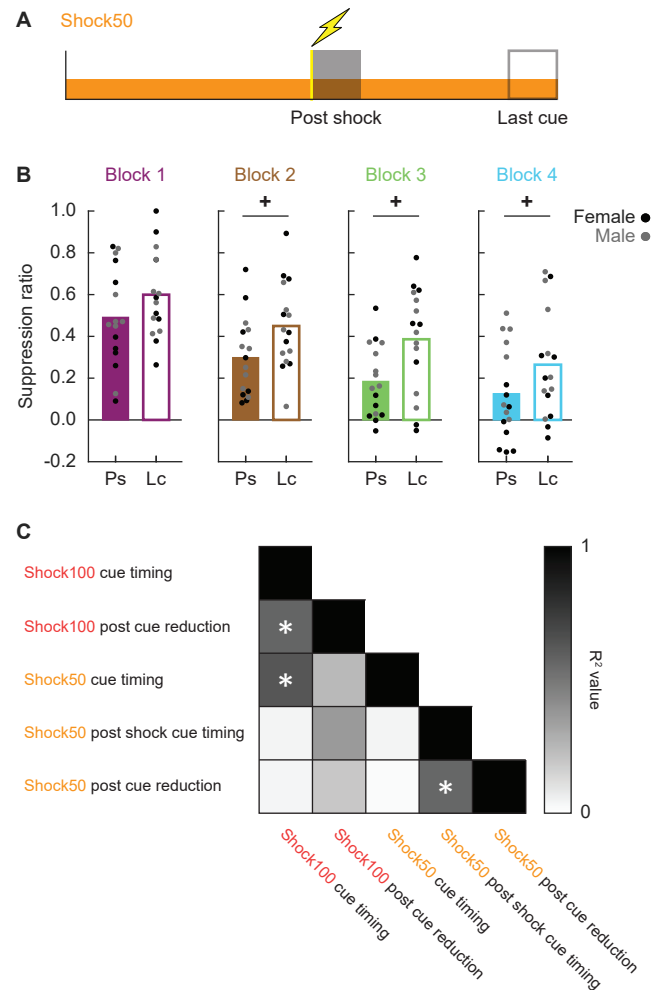 A
Shock50
Post shock
Last cue
B
Block 1
Block 2
Block 3
Block 4
+
+
+
Female
Male
Suppression ratio
1.0
0.8
0.6
0.4
0.2
0.0
-0.2
Ps
Lc
Ps
Lc
Ps
Lc
Ps
Lc
C
Shock100 cue timing
Shock100 post cue reduction
Shock50 cue timing
Shock50 post shock cue timing
Shock50 post cue reduction
*
*
*
1
R² value
0
Shock100 cue timing
Shock100 post cue reduction
Shock50 cue timing
Shock50 post shock cue timing
Shock50 post cue reduction